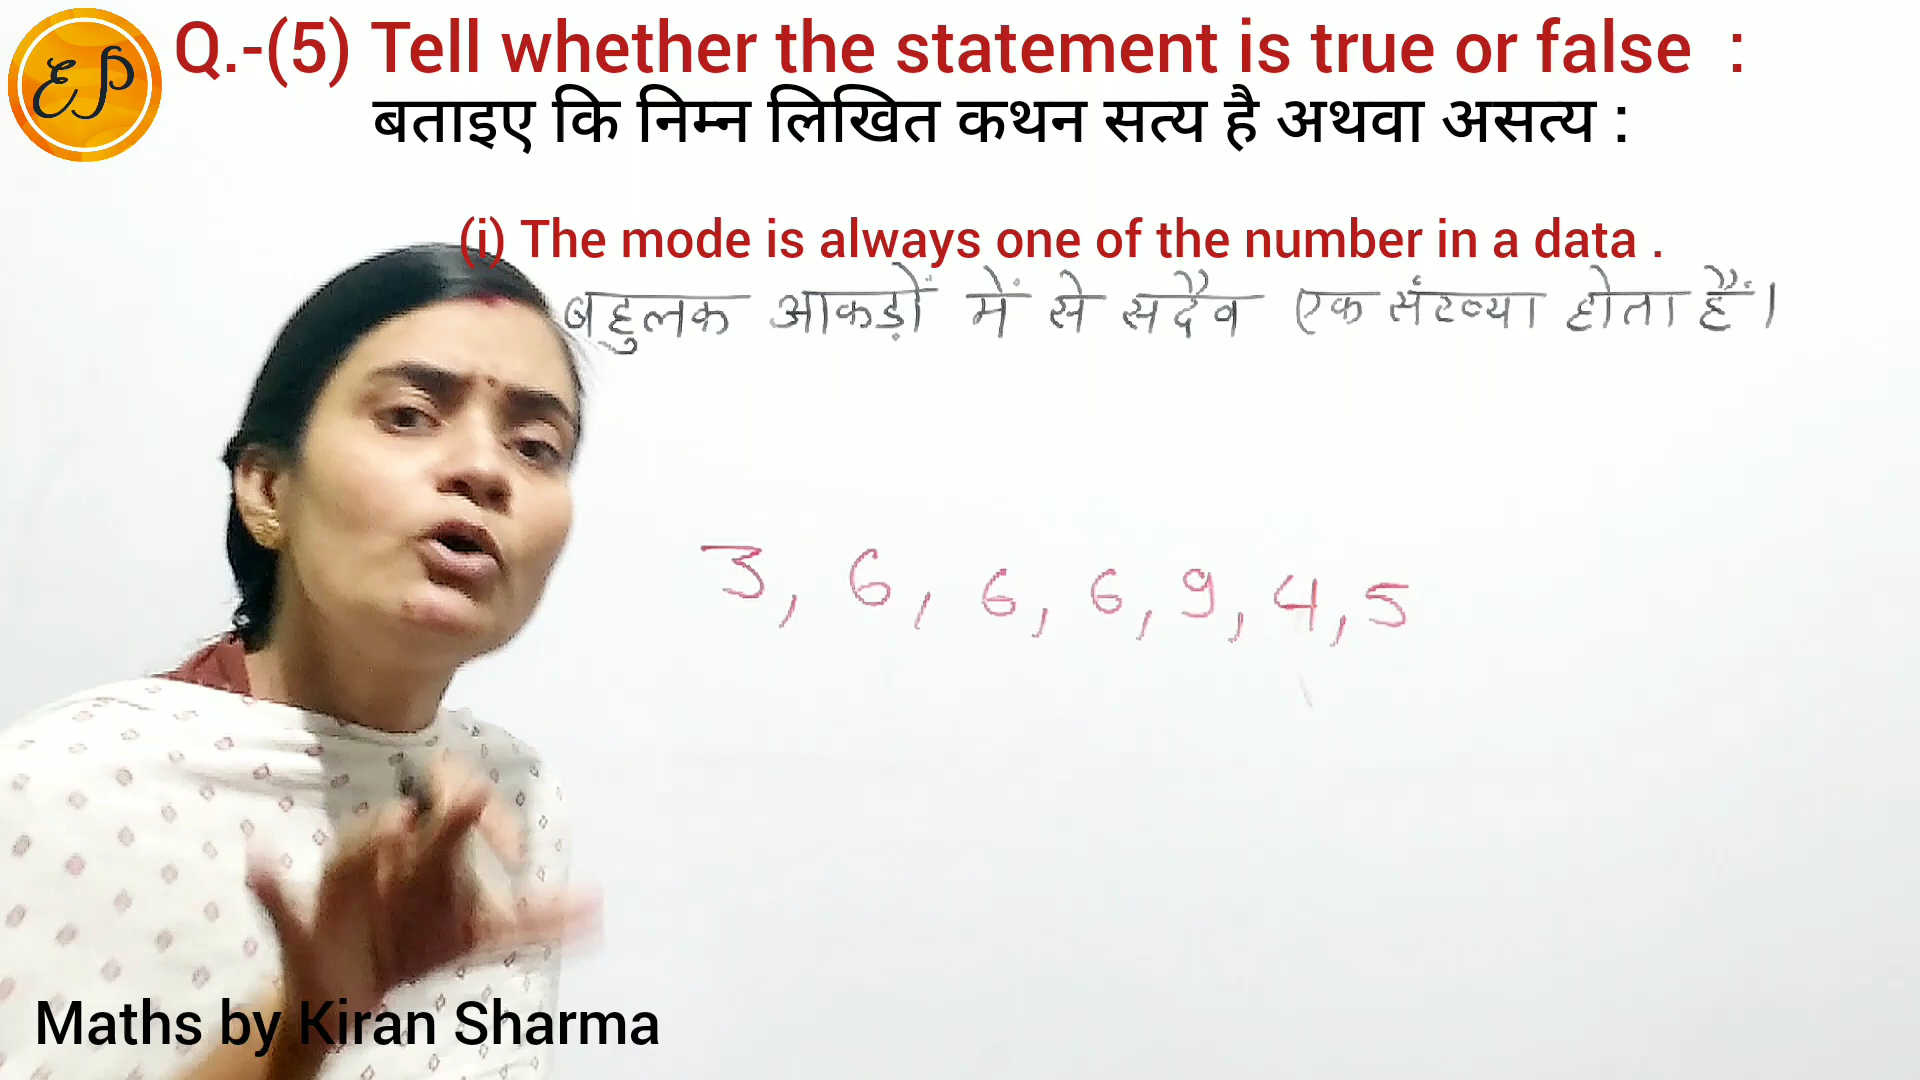 EP
Q.-(5) Tell whether the statement is true or false :
बताइए कि निम्न लिखित कथन सत्य है अथवा असत्य :
(i) The mode is always one of the number in a data .
बहुलक आकड़ों में से सदैव एक संख्या होता हैं।
3, 6, 6, 6, 9, 4, 5
Maths by Kiran Sharma